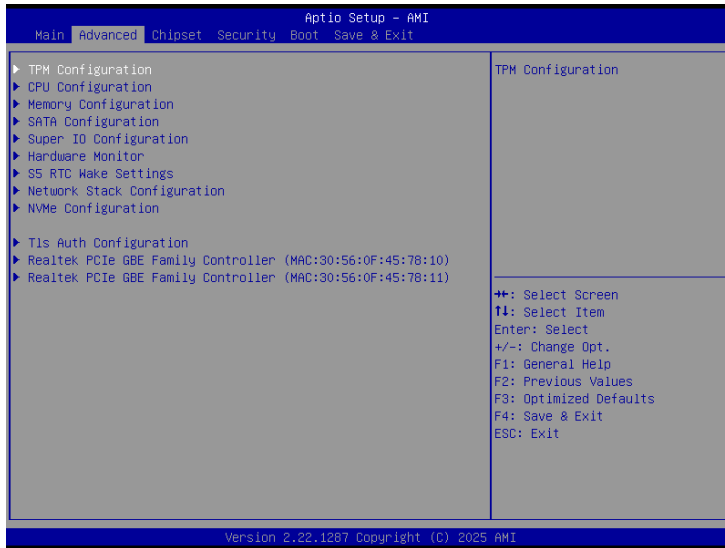 Aptio Setup – AMI
Main Advanced Chipset Security Boot Save & Exit
TPM Configuration
CPU Configuration
Memory Configuration
SATA Configuration
Super IO Configuration
Hardware Monitor
S5 RTC Wake Settings
Network Stack Configuration
NVMe Configuration
Tls Auth Configuration
Realtek PCIe GBE Family Controller (MAC:30:56:0F:45:78:10)
Realtek PCIe GBE Family Controller (MAC:30:56:0F:45:78:11)
TPM Configuration
→←: Select Screen
↑↓: Select Item
Enter: Select
+/-: Change Opt.
F1: General Help
F2: Previous Values
F3: Optimized Defaults
F4: Save & Exit
ESC: Exit
Version 2.22.1287 Copyright (C) 2025 AMI